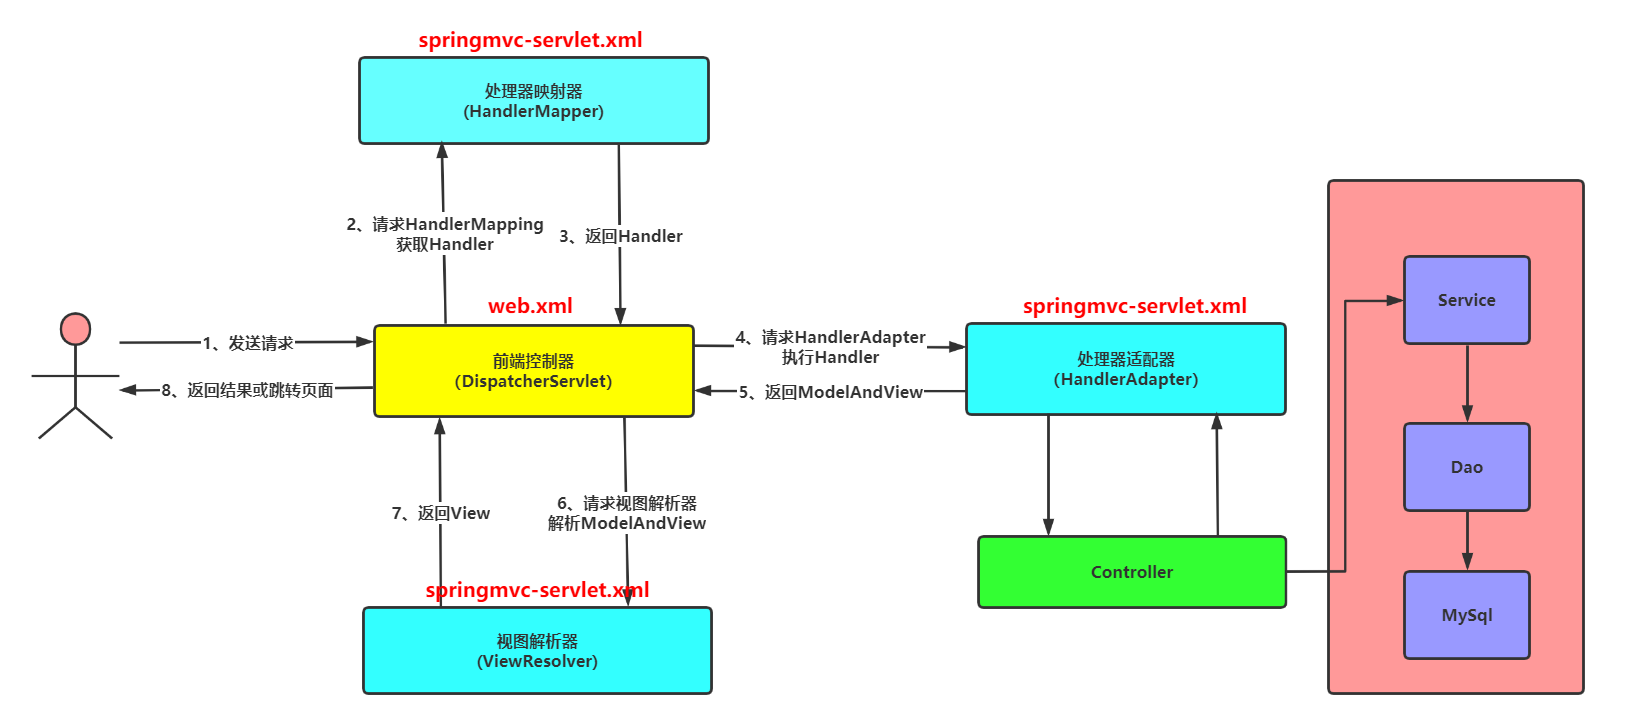 springmvc-servlet.xml
处理器映射器
(HandlerMapper)
2、请求HandlerMapping
获取Handler
3、返回Handler
web.xml
前端控制器
(DispatcherServlet)
1、发送请求
8、返回结果或跳转页面
4、请求HandlerAdapter
执行Handler
5、返回ModelAndView
springmvc-servlet.xml
处理器适配器
(HandlerAdapter)
7、返回View
6、请求视图解析器
解析ModelAndView
springmvc-servlet.xml
视图解析器
(ViewResolver)
Controller
Service
Dao
MySql